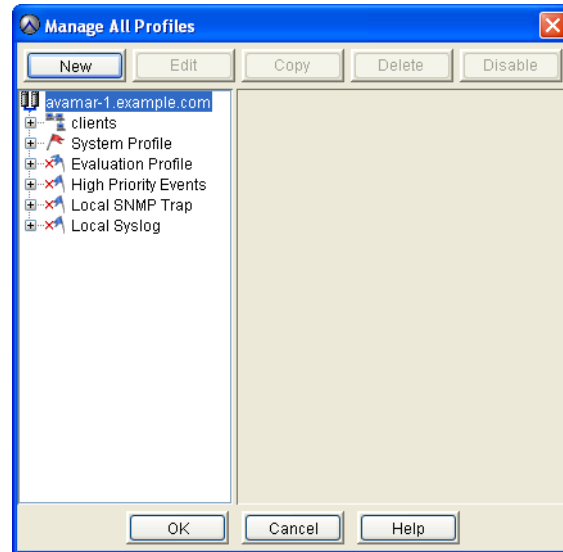 Manage All Profiles
New Edit Copy Delete Disable
avamar-1.example.com
clients
System Profile
Evaluation Profile
High Priority Events
Local SNMP Trap
Local Syslog
OK Cancel Help